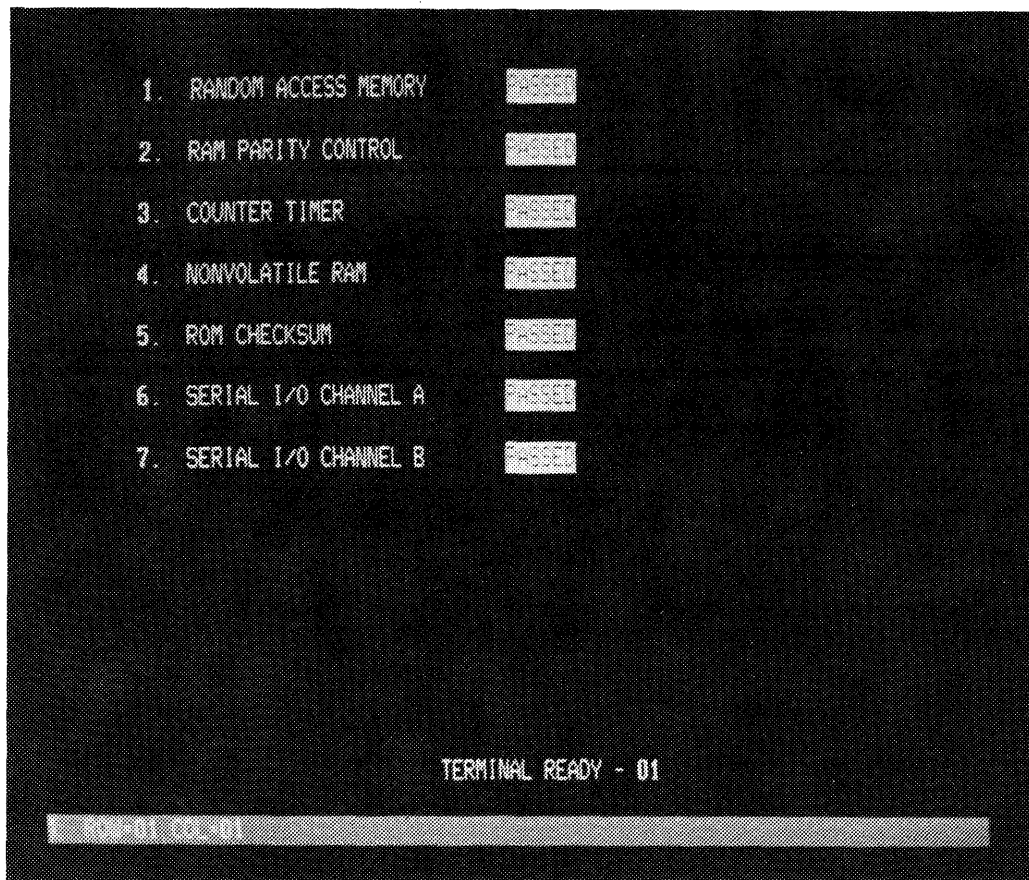 1. RANDOM ACCESS MEMORY PASSED
2. RAM PARITY CONTROL PASSED
3. COUNTER TIMER PASSED
4. NONVOLATILE RAM PASSED
5. ROM CHECKSUM PASSED
6. SERIAL I/O CHANNEL A PASSED
7. SERIAL I/O CHANNEL B PASSED
TERMINAL READY - 01
ROW=01 COL=01